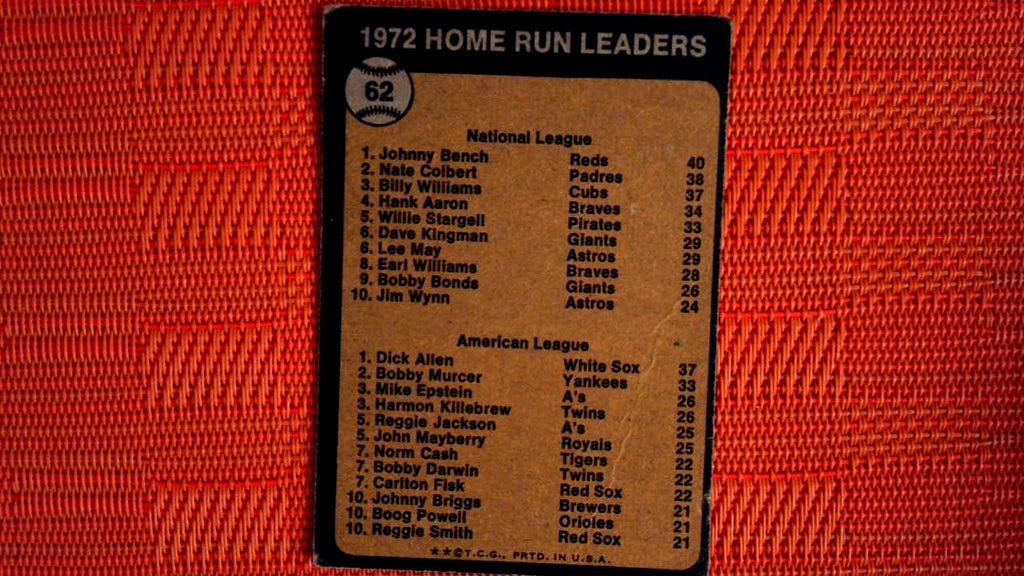 1972 HOME RUN LEADERS
62
National League
1. Johnny Bench Reds 40
2. Nate Colbert Padres 38
3. Billy Williams Cubs 37
4. Hank Aaron Braves 34
5. Willie Stargell Pirates 33
6. Dave Kingman Giants 29
6. Lee May Astros 29
8. Earl Williams Braves 28
9. Bobby Bonds Giants 26
10. Jim Wynn Astros 24
American League
1. Dick Allen White Sox 37
2. Bobby Murcer Yankees 33
3. Mike Epstein A's 26
3. Harmon Killebrew Twins 26
5. Reggie Jackson A's 25
5. John Mayberry Royals 25
7. Norm Cash Tigers 22
7. Bobby Darwin Twins 22
7. Carlton Fisk Red Sox 22
10. Johnny Briggs Brewers 21
10. Boog Powell Orioles 21
10. Reggie Smith Red Sox 21
★★©T.C.G., PRTD. IN U.S.A.